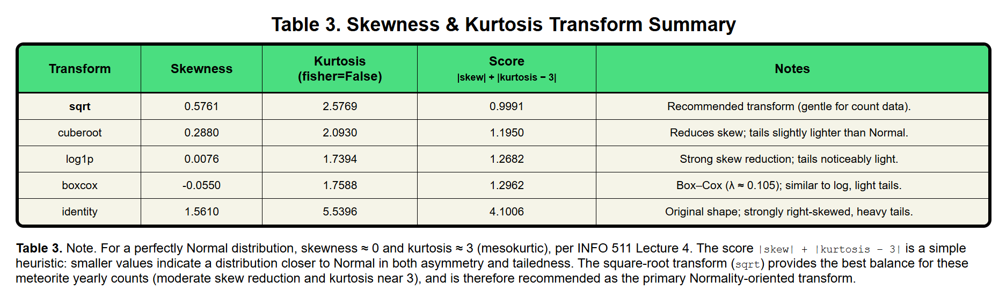 Table 3. Skewness & Kurtosis Transform Summary
Transform Skewness Kurtosis (fisher=False) Score |skew| + |kurtosis − 3| Notes
sqrt 0.5761 2.5769 0.9991 Recommended transform (gentle for count data).
cuberoot 0.2880 2.0930 1.1950 Reduces skew; tails slightly lighter than Normal.
log1p 0.0076 1.7394 1.2682 Strong skew reduction; tails noticeably light.
boxcox -0.0550 1.7588 1.2962 Box–Cox (λ ≈ 0.105); similar to log, light tails.
identity 1.5610 5.5396 4.1006 Original shape; strongly right-skewed, heavy tails.
Table 3. Note. For a perfectly Normal distribution, skewness ≈ 0 and kurtosis ≈ 3 (mesokurtic), per INFO 511 Lecture 4. The score |skew| + |kurtosis − 3| is a simple
heuristic: smaller values indicate a distribution closer to Normal in both asymmetry and tailedness. The square-root transform (sqrt) provides the best balance for these
meteorite yearly counts (moderate skew reduction and kurtosis near 3), and is therefore recommended as the primary Normality-oriented transform.